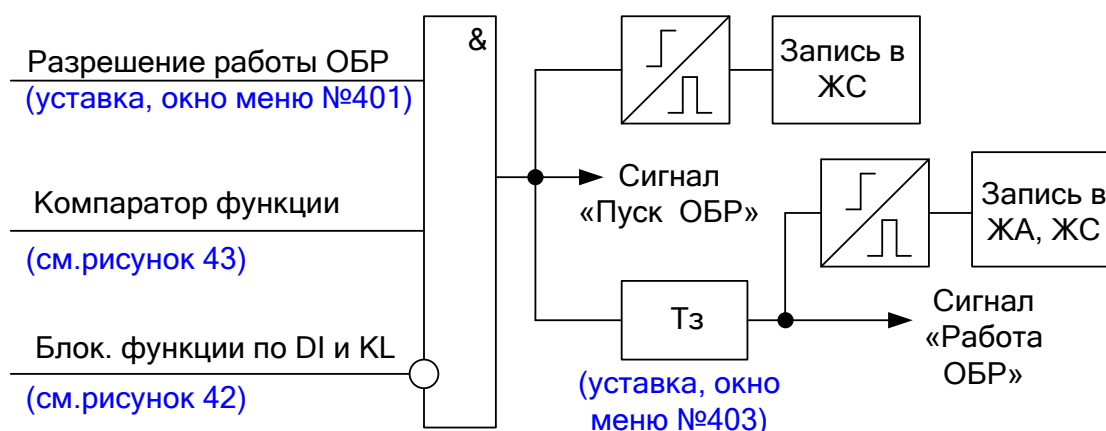 Разрешение работы ОБР
(уставка, окно меню №401)
Компаратор функции
(см.рисунок 43)
Блок. функции по DI и KL
(см.рисунок 42)
&
Запись в
ЖС
Сигнал
«Пуск ОБР»
Запись в
ЖА, ЖС
Тз
(уставка, окно
меню №403)
Сигнал
«Работа
ОБР»